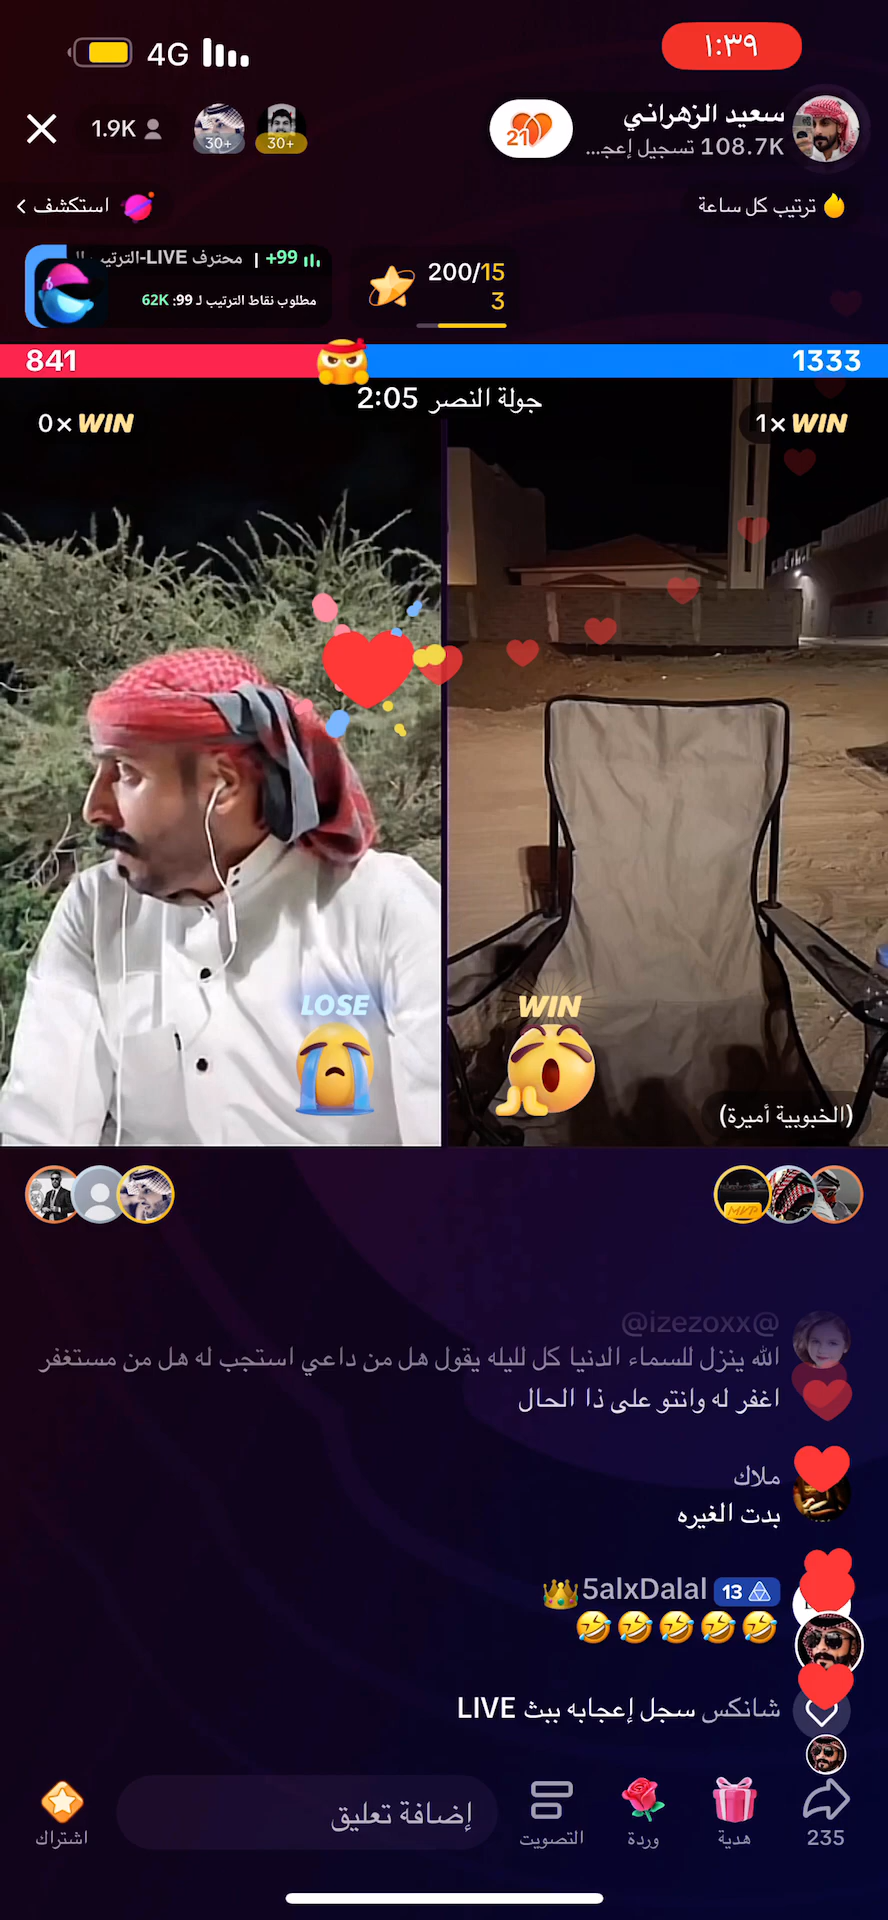 4G
١:٣٩
1.9K
30+
30+
21
سعيد الزهراني
108.7K تسجيل إعجـ...
استكشف
ترتيب كل ساعة
+99 | محترف LIVE-الترتيب
مطلوب نقاط الترتيب لـ 99: 62K
200/15
3
841
1333
جولة النصر 2:05
0× WIN
1× WIN
LOSE
WIN
(الخبوبية أميرة)
MVP
@izezoxx@
الله ينزل للسماء الدنيا كل لليله يقول هل من داعي استجب له هل من مستغفر
اغفر له وانتو على ذا الحال
ملاك
بدت الغيره
5alxDalal 13
🤣🤣🤣🤣🤣
شانكس سجل إعجابه ببث LIVE
إضافة تعليق
اشتراك
التصويت
وردة
هدية
235